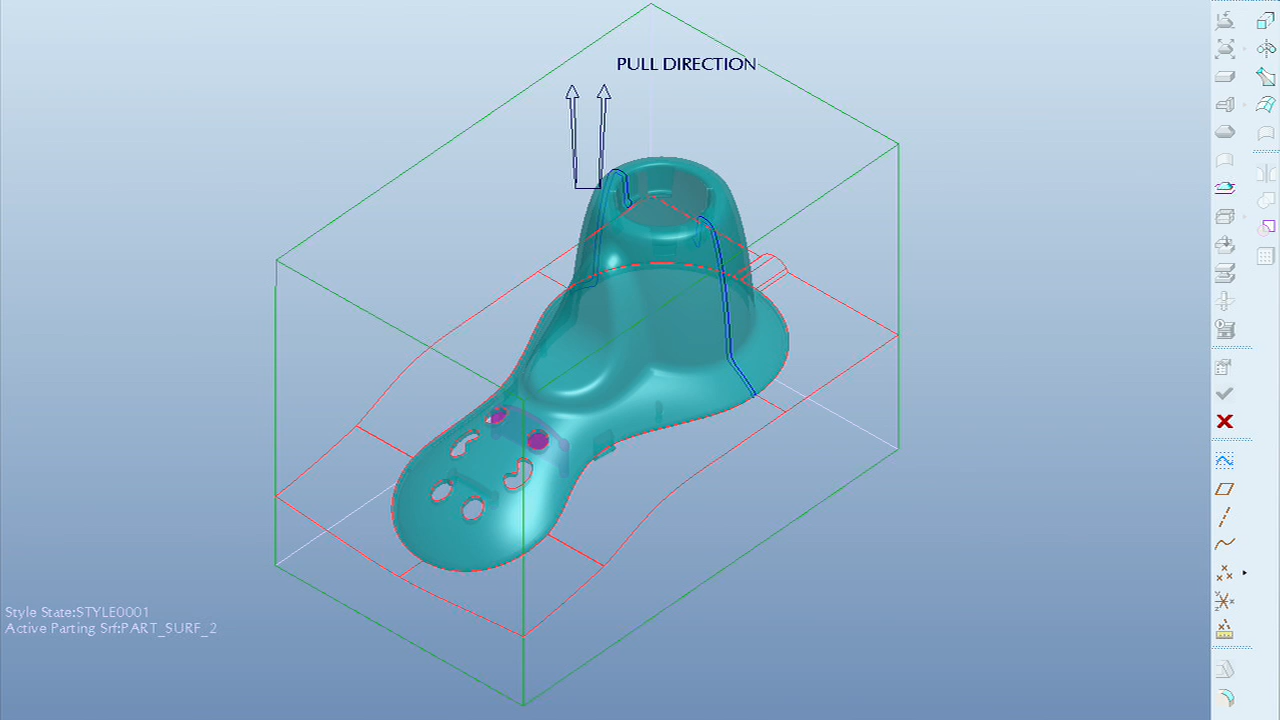 PULL DIRECTION
Style State:STYLE0001
Active Parting Srf:PART_SURF_2